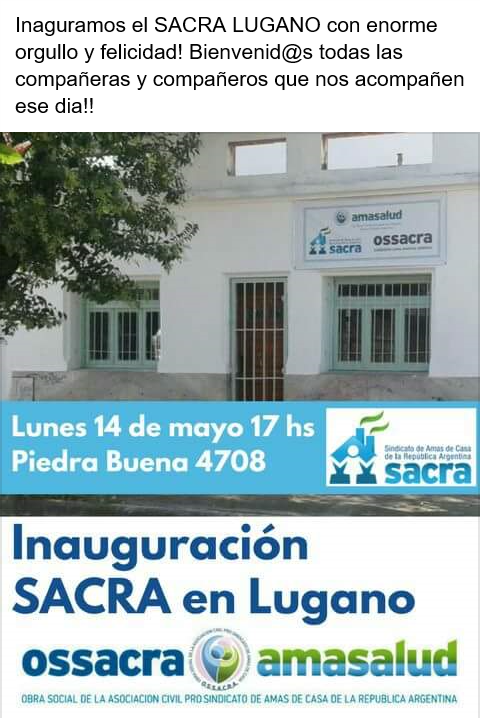 Inaguramos el SACRA LUGANO con enorme
orgullo y felicidad! Bienvenid@s todas las
compañeras y compañeros que nos acompañen
ese dia!!
amasalud
sacra
ossacra
Lunes 14 de mayo 17 hs
Piedra Buena 4708
Sindicato de Amas de Casa
de la República Argentina
sacra
Inauguración
SACRA en Lugano
ossacra amasalud
O.S.S.A.C.R.A.
OBRA SOCIAL DE LA ASOCIACION CIVIL PRO SINDICATO DE AMAS DE CASA DE LA REPUBLICA ARGENTINA